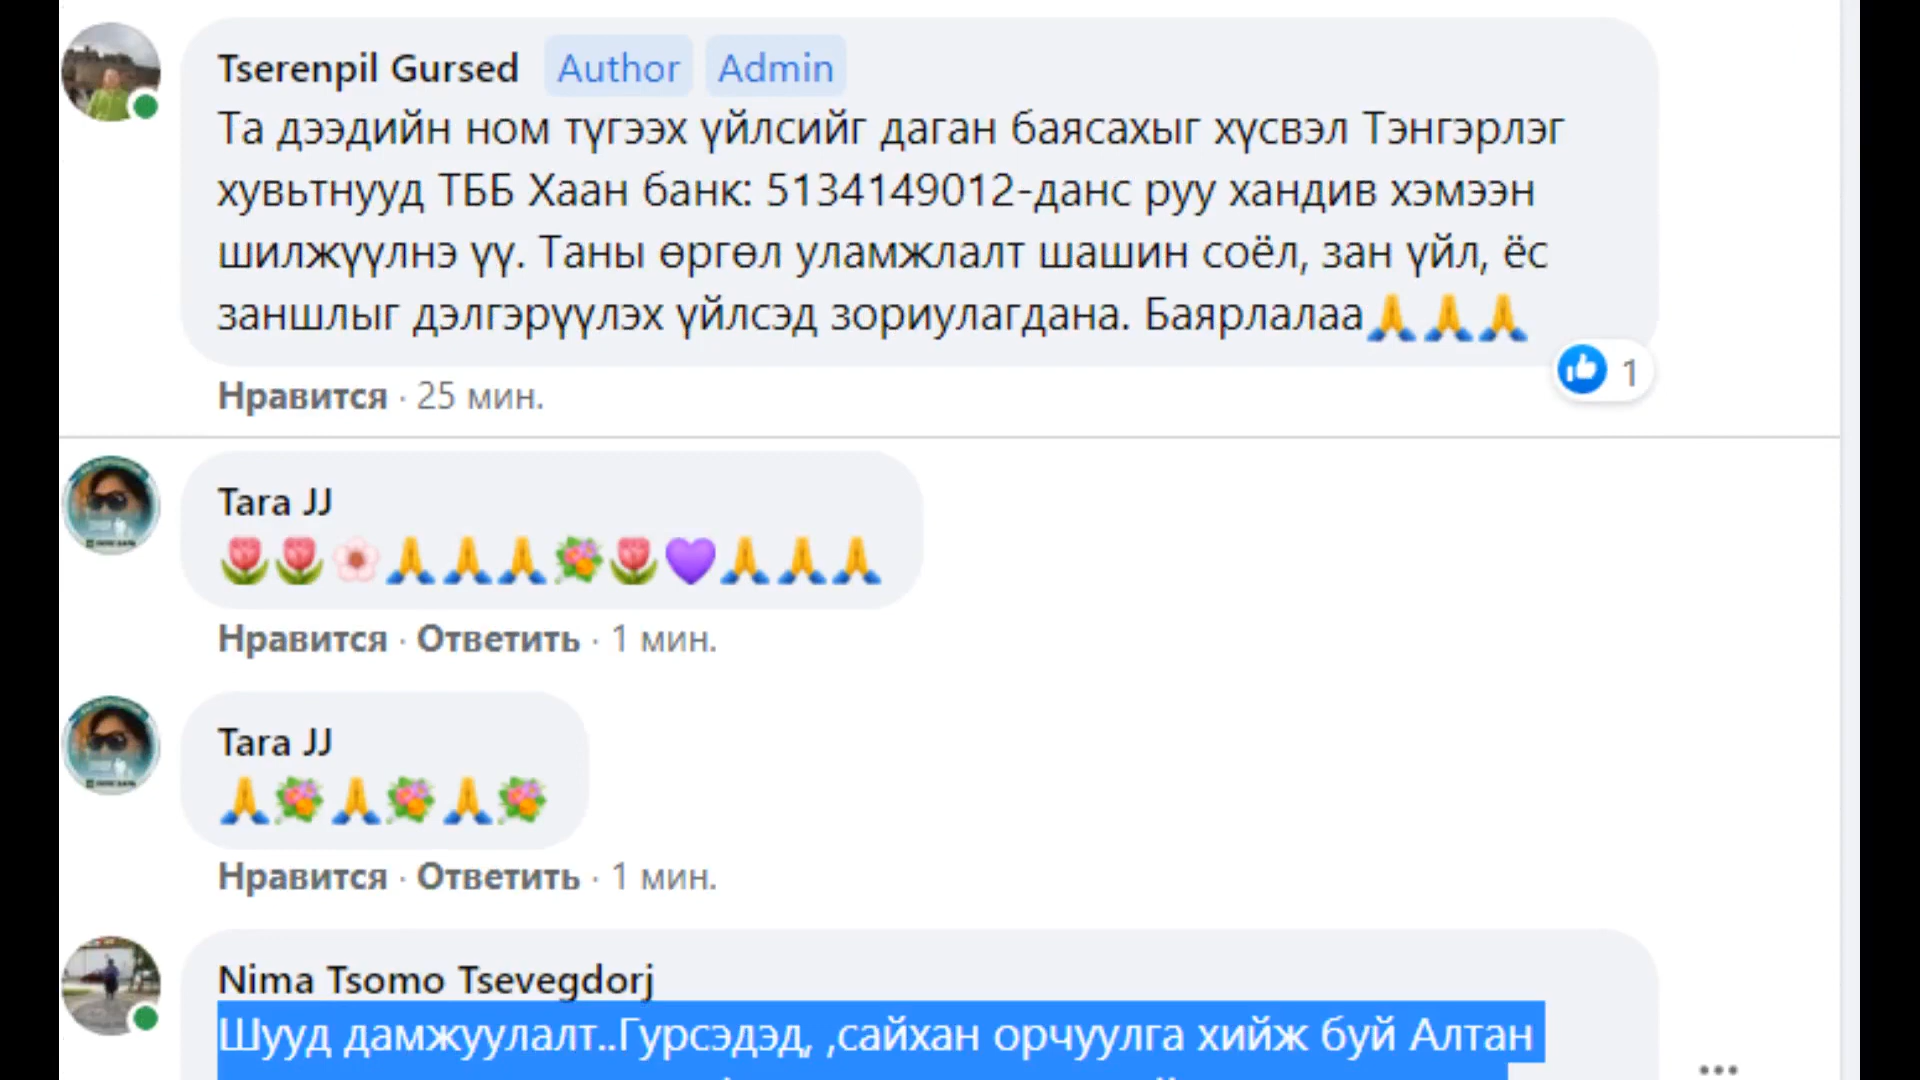 Tserenpil Gursed Author Admin
Та дээдийн ном түгээх үйлсийг даган баясахыг хүсвэл Тэнгэрлэг
хувьтнууд ТББ Хаан банк: 5134149012-данс руу хандив хэмээн
шилжүүлнэ үү. Таны өргөл уламжлалт шашин соёл, зан үйл, ёс
заншлыг дэлгэрүүлэх үйлсэд зориулагдана. Баярлалаа🙏🙏🙏
1
Нравится · 25 мин.
Tara JJ
🌷🌷🌸🙏🙏🙏💐🌷💜🙏🙏🙏
Нравится · Ответить · 1 мин.
Tara JJ
🙏💐🙏💐🙏💐
Нравится · Ответить · 1 мин.
Nima Tsomo Tsevegdorj
Шууд дамжуулалт..Гурсэдэд, ,сайхан орчуулга хийж буй Алтан